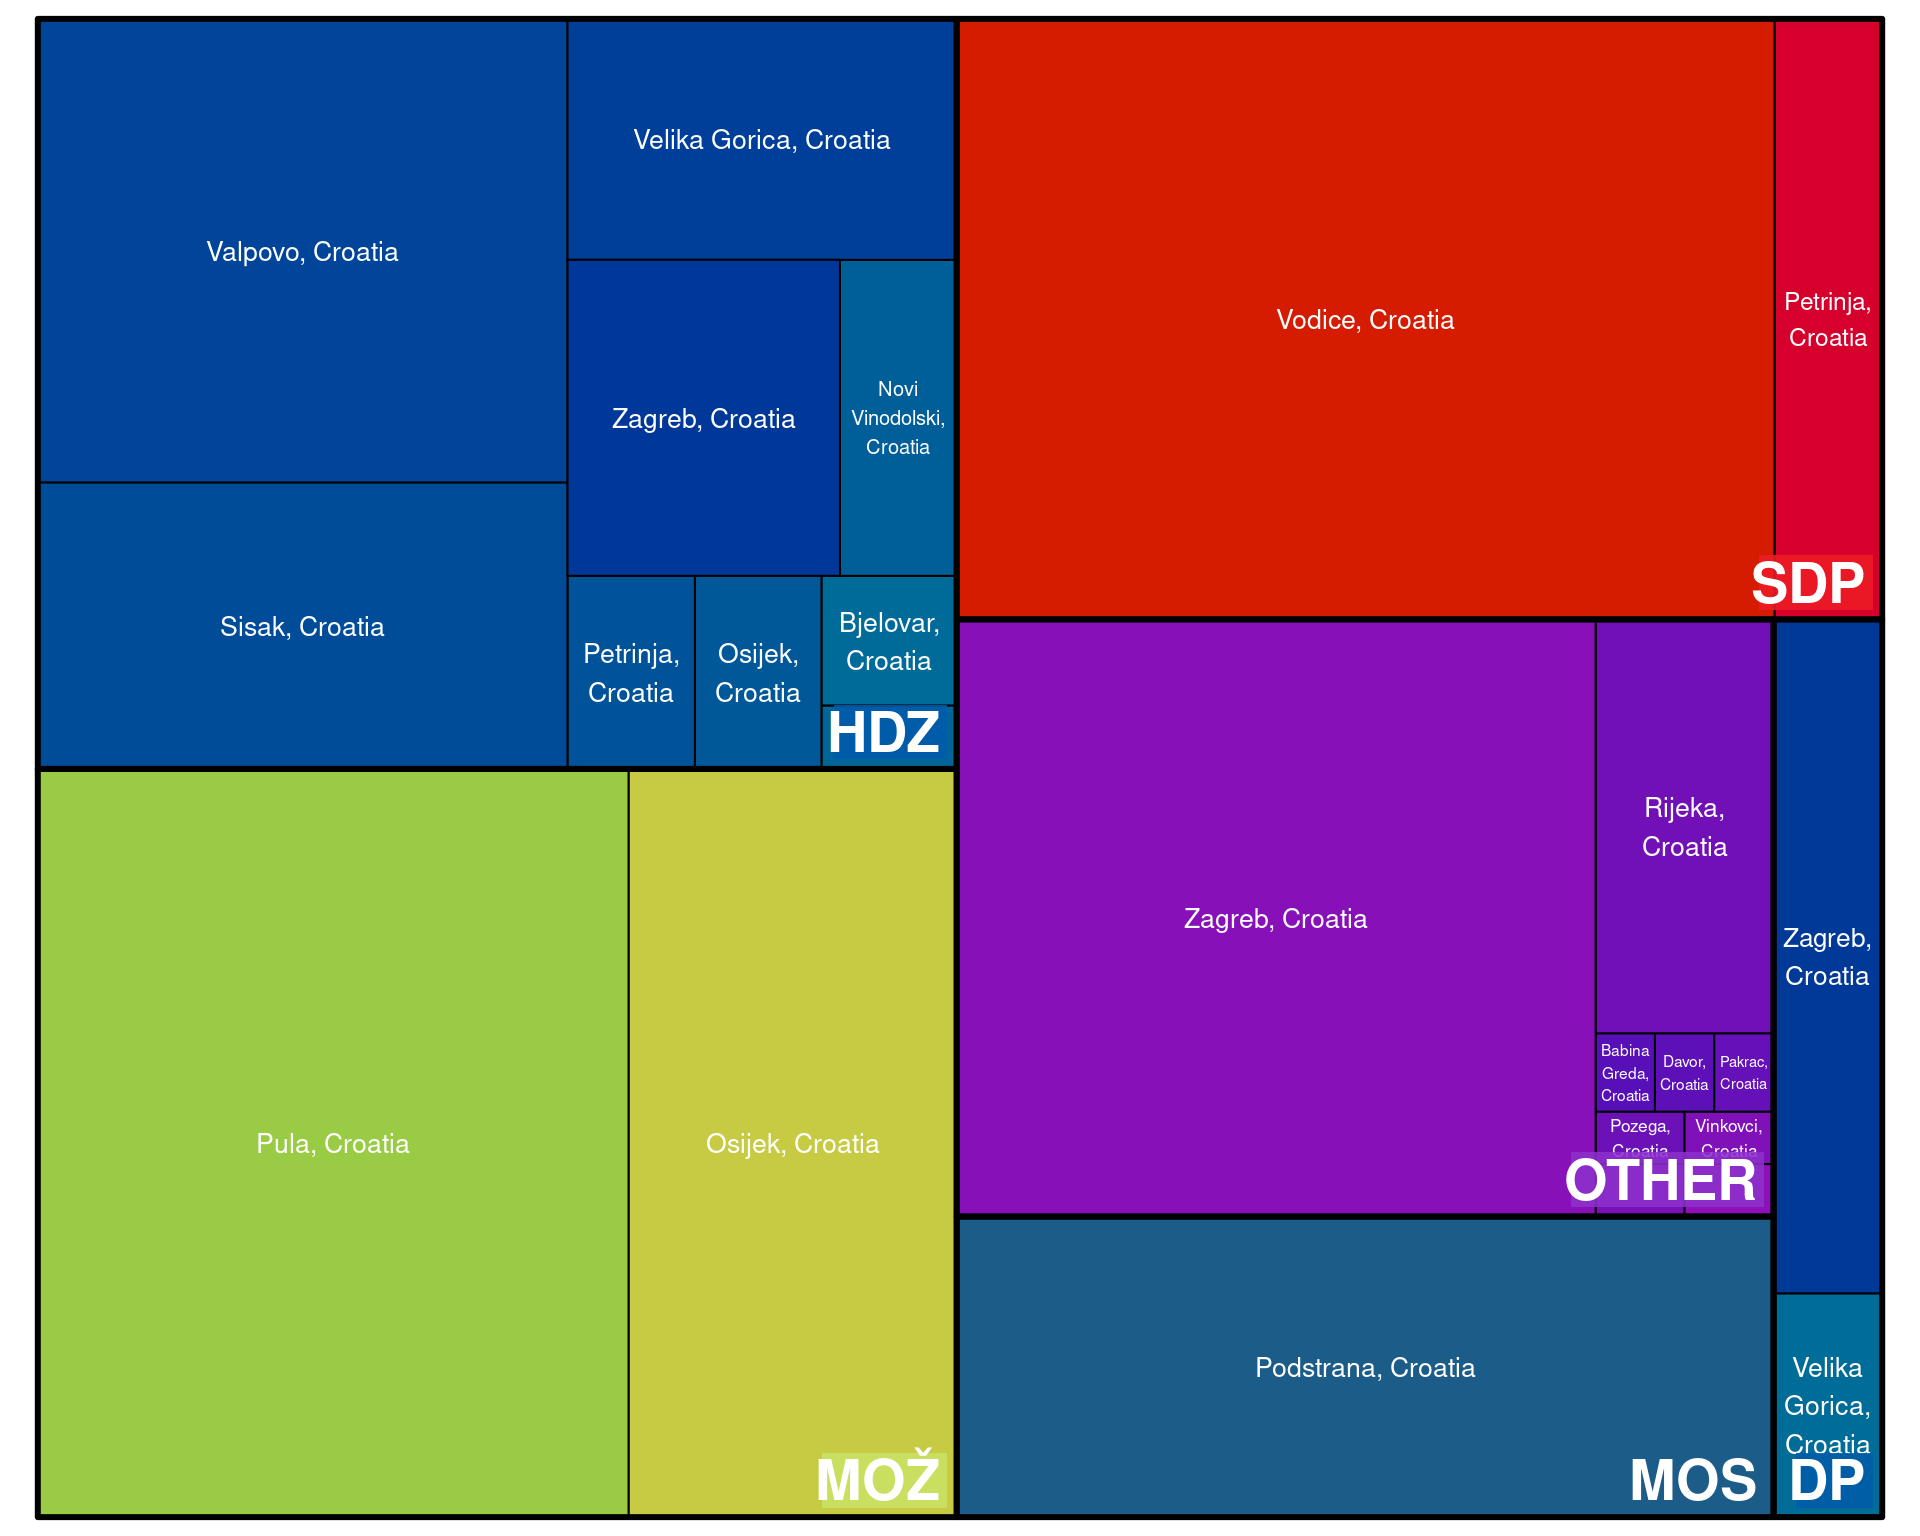 Valpovo, Croatia
Velika Gorica, Croatia
Zagreb, Croatia
Novi
Vinodolski,
Croatia
Sisak, Croatia
Petrinja,
Croatia
Osijek,
Croatia
Bjelovar,
Croatia
HDZ
Pula, Croatia
Osijek, Croatia
MOŽ
Vodice, Croatia
Petrinja,
Croatia
SDP
Zagreb, Croatia
Rijeka,
Croatia
Babina
Greda,
Croatia
Davor,
Croatia
Pakrac,
Croatia
Pozega,
Croatia
Vinkovci,
Croatia
OTHER
Podstrana, Croatia
MOS
Zagreb,
Croatia
Velika
Gorica,
Croatia
DP